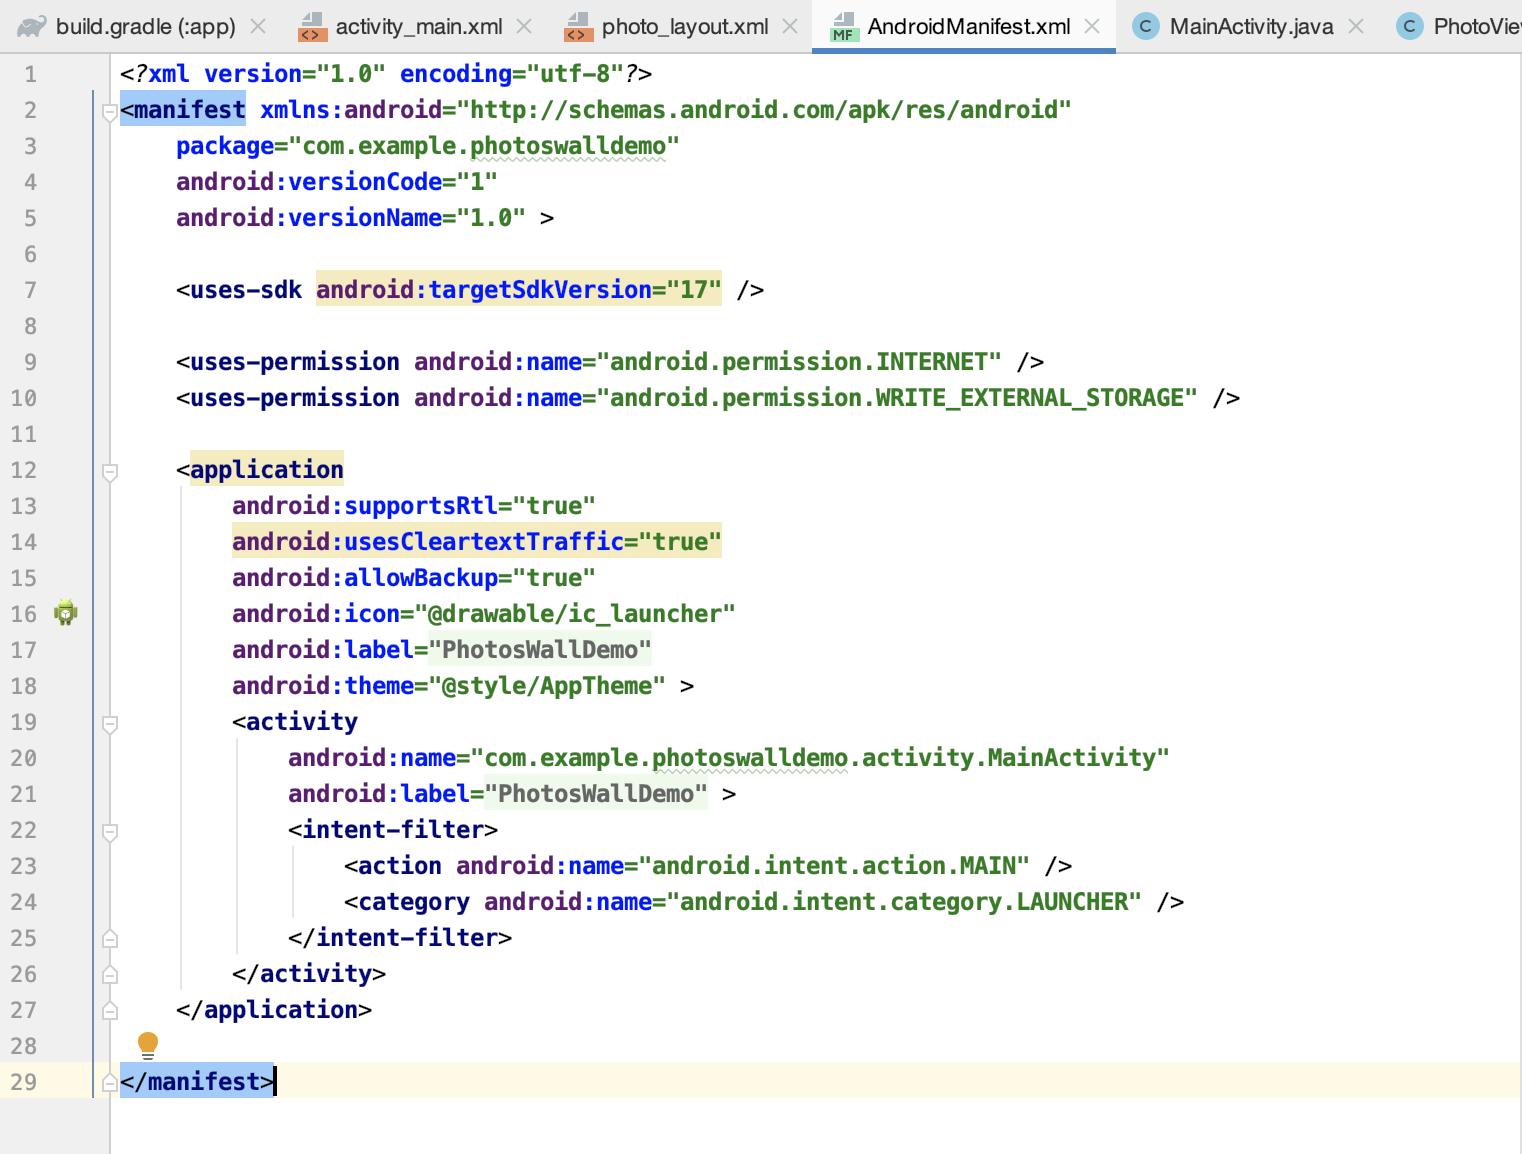 build.gradle (:app) activity_main.xml photo_layout.xml AndroidManifest.xml MainActivity.java PhotoVie
1 <?xml version="1.0" encoding="utf-8"?>
2 <manifest xmlns:android="http://schemas.android.com/apk/res/android"
3 package="com.example.photoswalldemo"
4 android:versionCode="1"
5 android:versionName="1.0" >
6
7 <uses-sdk android:targetSdkVersion="17" />
8
9 <uses-permission android:name="android.permission.INTERNET" />
10 <uses-permission android:name="android.permission.WRITE_EXTERNAL_STORAGE" />
11
12 <application
13 android:supportsRtl="true"
14 android:usesCleartextTraffic="true"
15 android:allowBackup="true"
16 android:icon="@drawable/ic_launcher"
17 android:label="PhotosWallDemo"
18 android:theme="@style/AppTheme" >
19 <activity
20 android:name="com.example.photoswalldemo.activity.MainActivity"
21 android:label="PhotosWallDemo" >
22 <intent-filter>
23 <action android:name="android.intent.action.MAIN" />
24 <category android:name="android.intent.category.LAUNCHER" />
25 </intent-filter>
26 </activity>
27 </application>
28
29 </manifest>